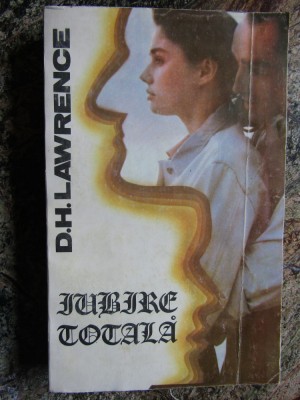 D.H. LAWRENCE
IUBIRE
TOTALĂ